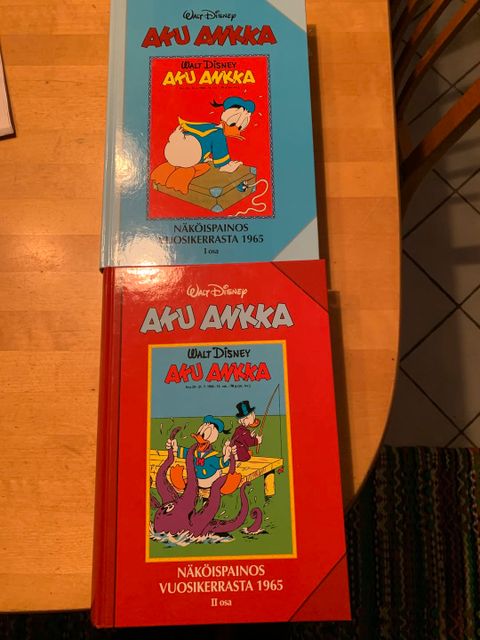 WALT DISNEY
AKU ANKKA
WALT DISNEY
AKU ANKKA
NÄKÖISPAINOS
VUOSIKERRASTA 1965
I osa
WALT DISNEY
AKU ANKKA
WALT DISNEY
AKU ANKKA
NÄKÖISPAINOS
VUOSIKERRASTA 1965
II osa